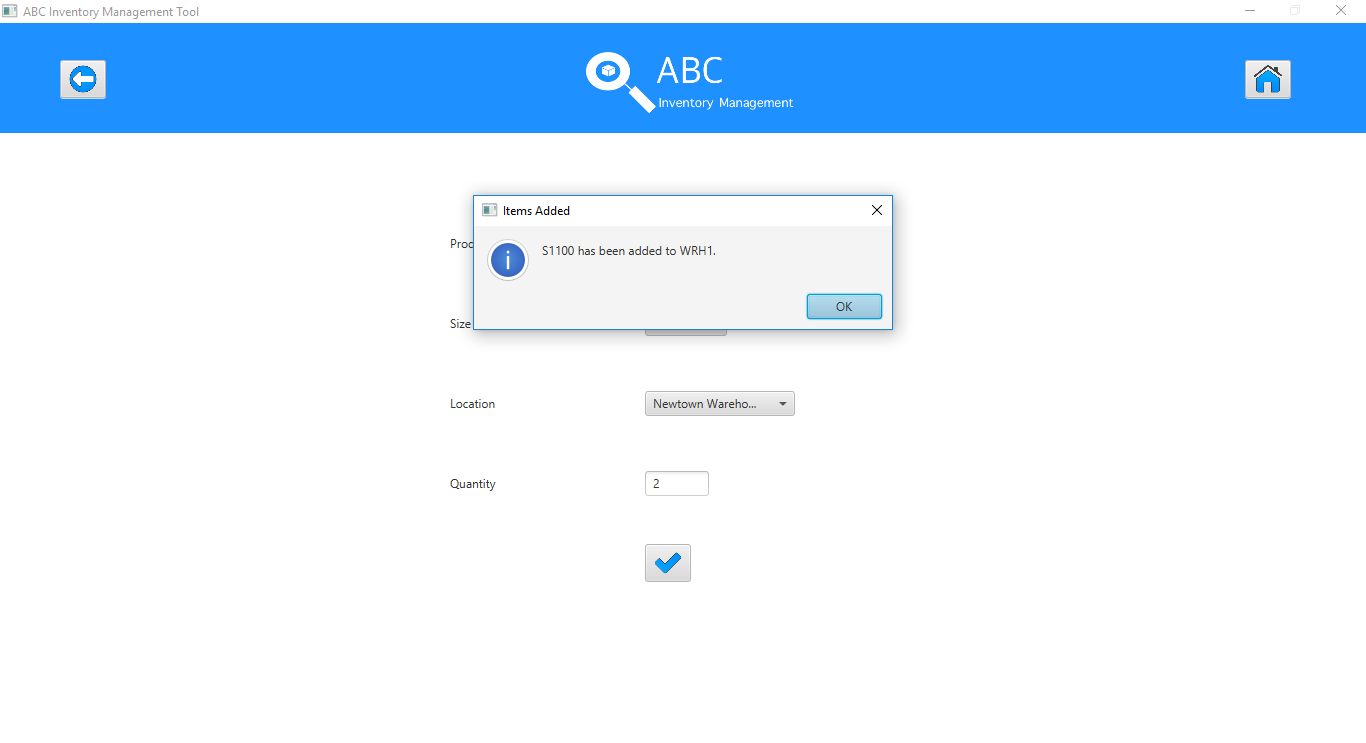 ABC Inventory Management Tool
ABC
Inventory Management
Items Added
S1100 has been added to WRH1.
OK
Size
Location
Newtown Wareho...
Quantity
2